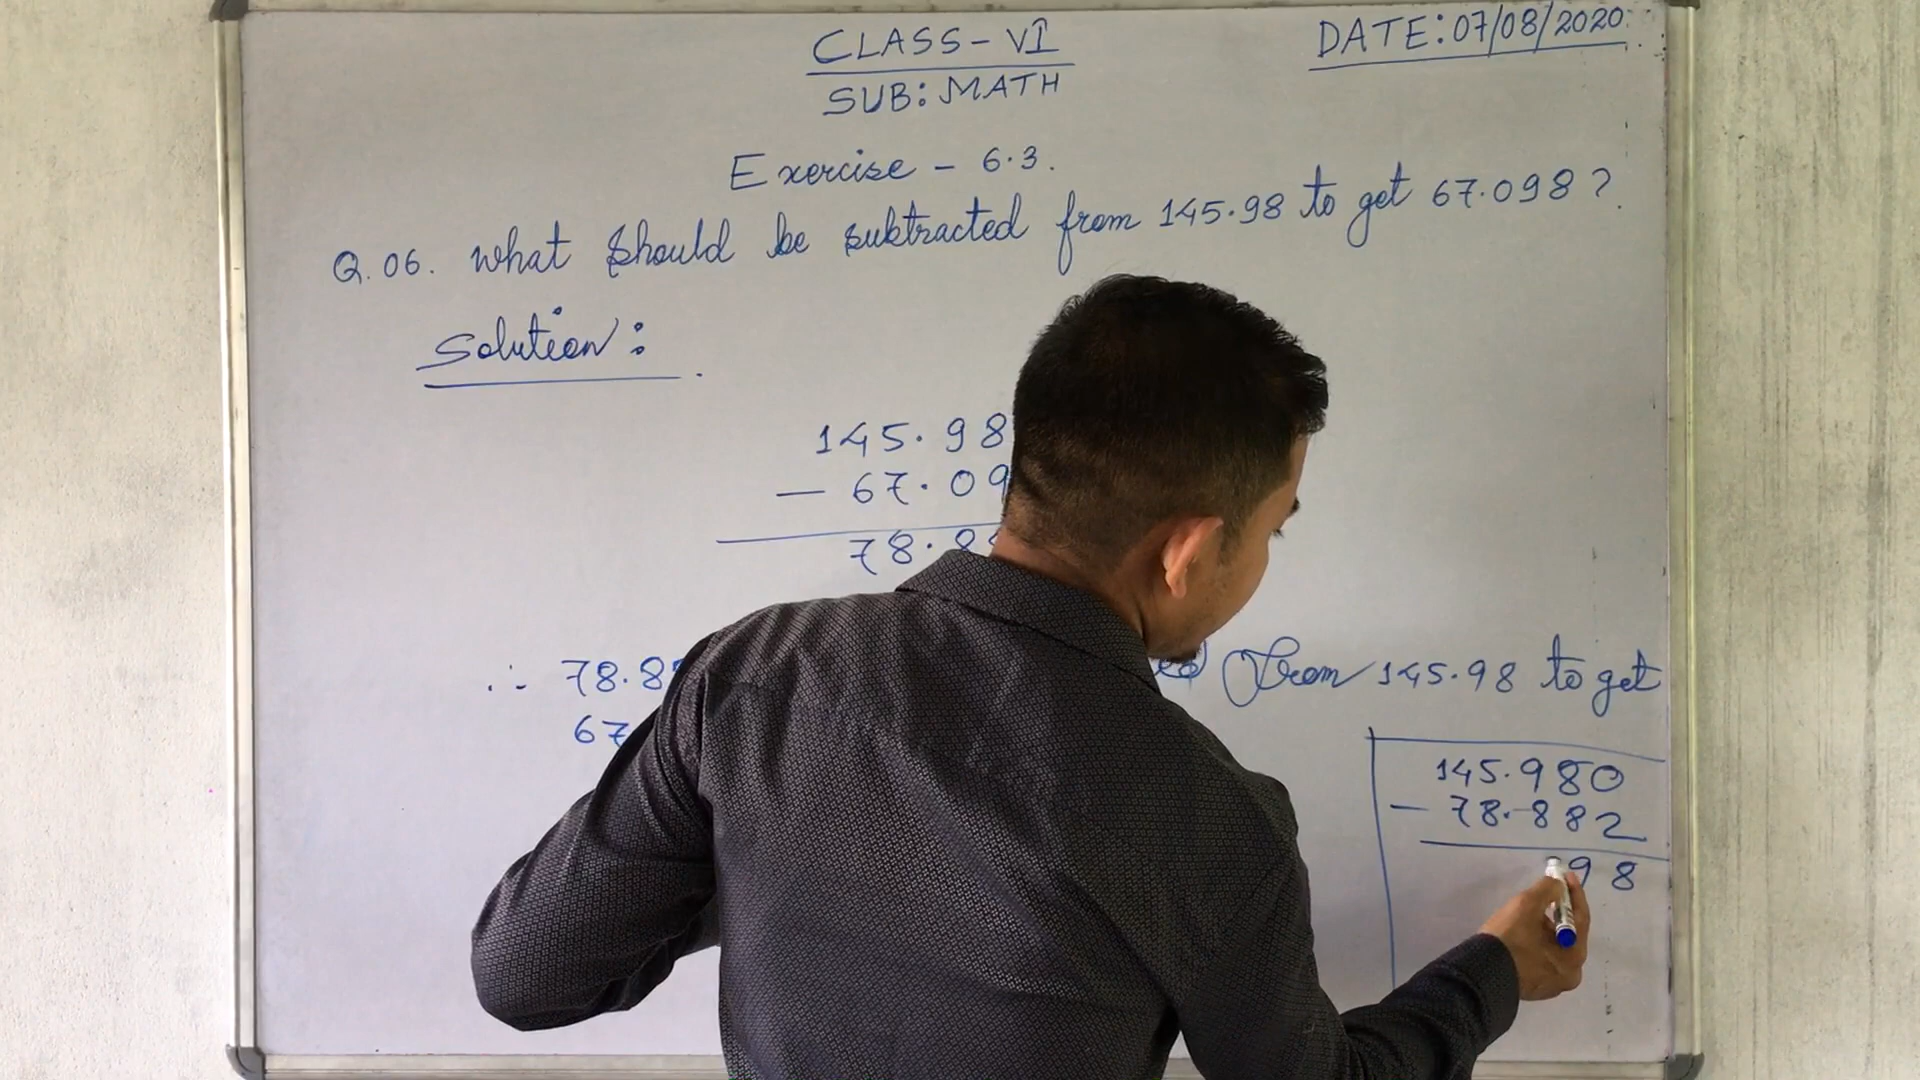 CLASS-VI
SUB: MATH
DATE: 07/08/2020
Exercise - 6.3.
Q.06. What should be subtracted from 145.98 to get 67.098?
Solution:
145.98
- 67.09
78.8
∴ 78.8 from 145.98 to get
67
145.980
- 78.882
98